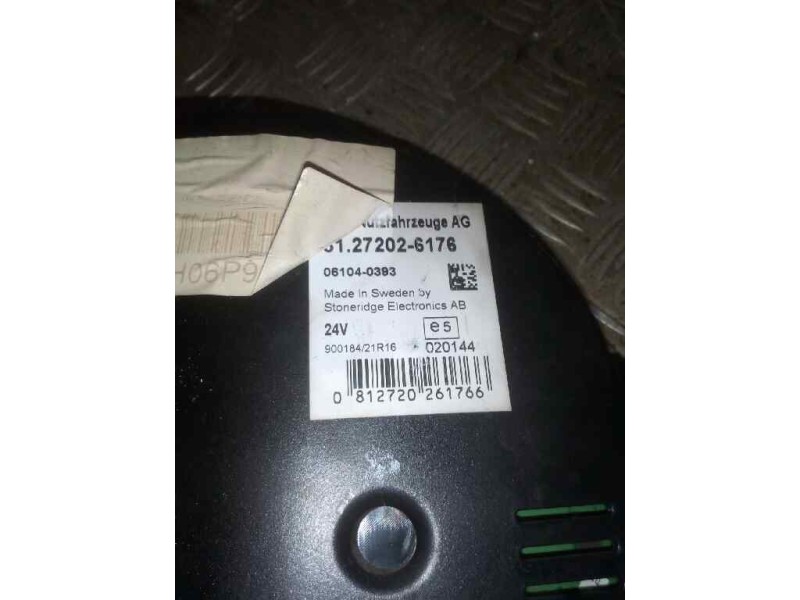 Nutzfahrzeuge AG
81.27202-6176
06104-0393
Made in Sweden by
Stoneridge Electronics AB
24V e5
900184/21R16 020144
0 812720 261766
H06P9